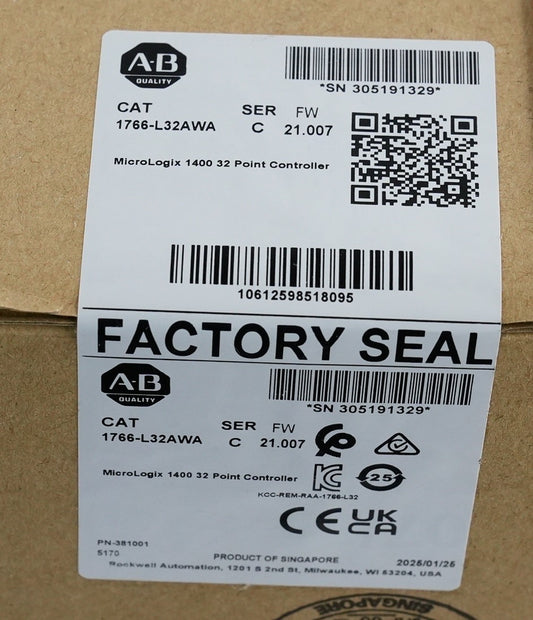 A·B
QUALITY
*SN 305191329*
CAT SER FW
1766-L32AWA C 21.007
MicroLogix 1400 32 Point Controller
10612598518095
FACTORY SEAL
A·B
QUALITY
*SN 305191329*
CAT SER FW
1766-L32AWA C 21.007
MicroLogix 1400 32 Point Controller
25
KCC-REM-RAA-1766-L32
CE UK
CA
PN-381001
5170
PRODUCT OF SINGAPORE 2025/01/25
Rockwell Automation, 1201 S 2nd St, Milwaukee, WI 53204, USA
SINGAPORE